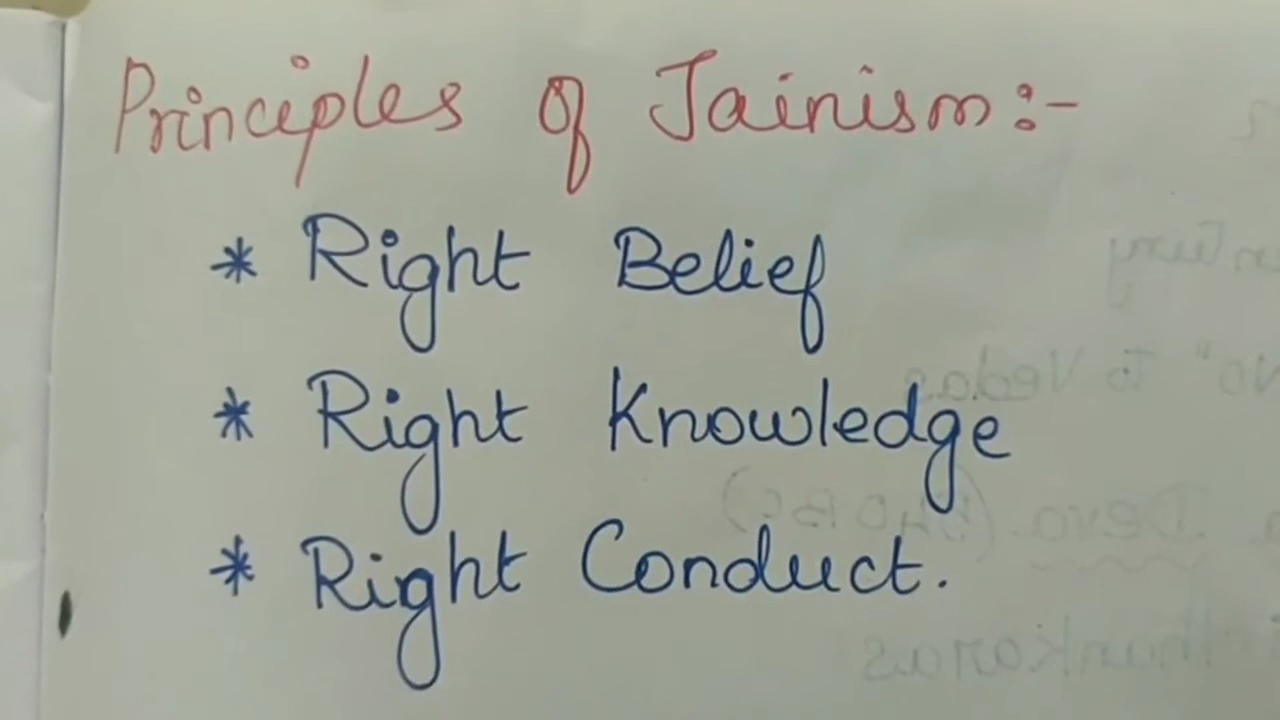 Principles of Jainism:-
* Right Belief
* Right Knowledge
* Right Conduct.